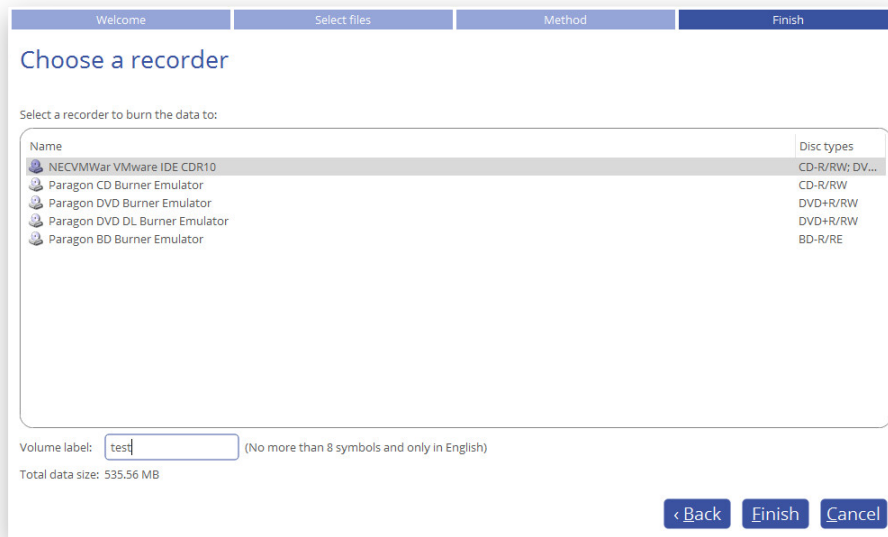 Welcome Select files Method Finish
Choose a recorder
Select a recorder to burn the data to:
Name Disc types
NECVMWar VMware IDE CDR10 CD-R/RW; DV...
Paragon CD Burner Emulator CD-R/RW
Paragon DVD Burner Emulator DVD+R/RW
Paragon DVD DL Burner Emulator DVD+R/RW
Paragon BD Burner Emulator BD-R/RE
Volume label: test (No more than 8 symbols and only in English)
Total data size: 535.56 MB
‹ Back Finish Cancel